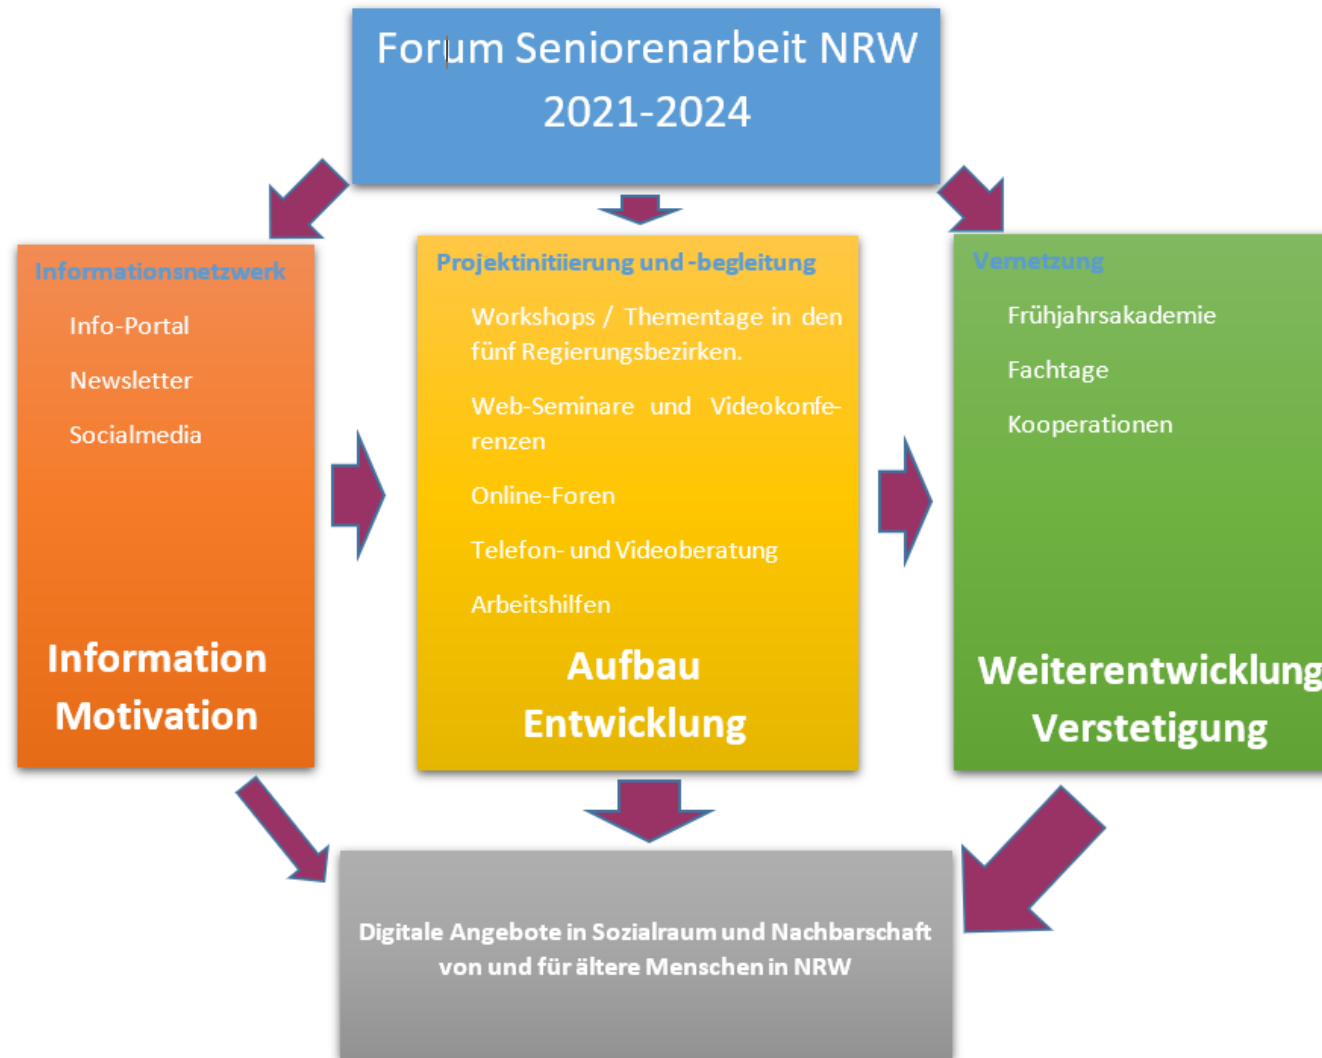 Forum Seniorenarbeit NRW
2021-2024
Informationsnetzwerk
Info-Portal
Newsletter
Socialmedia
Information
Motivation
Projektinitiierung und -begleitung
Workshops / Thementage in den
fünf Regierungsbezirken.
Web-Seminare und Videokonfe-
renzen
Online-Foren
Telefon- und Videoberatung
Arbeitshilfen
Aufbau
Entwicklung
Vernetzung
Frühjahrsakademie
Fachtage
Kooperationen
Weiterentwicklung
Verstetigung
Digitale Angebote in Sozialraum und Nachbarschaft
von und für ältere Menschen in NRW